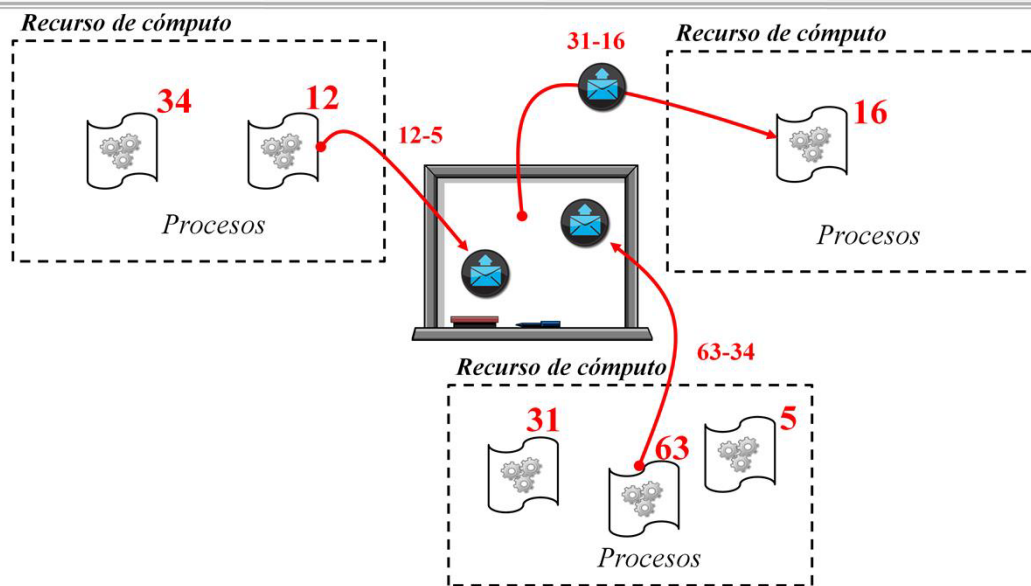 Recurso de cómputo
34
12
Procesos
12-5
31-16
Recurso de cómputo
16
Procesos
63-34
Recurso de cómputo
31
63
5
Procesos